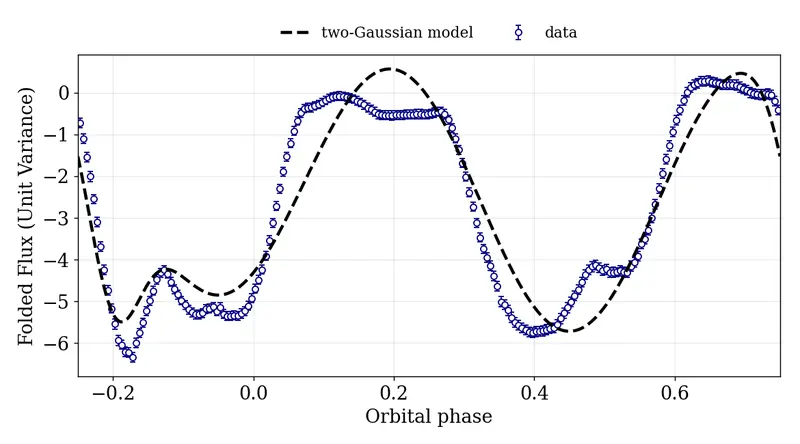 two-Gaussian model data
Folded Flux (Unit Variance)
0
−1
−2
−3
−4
−5
−6
−0.2 0.0 0.2 0.4 0.6
Orbital phase